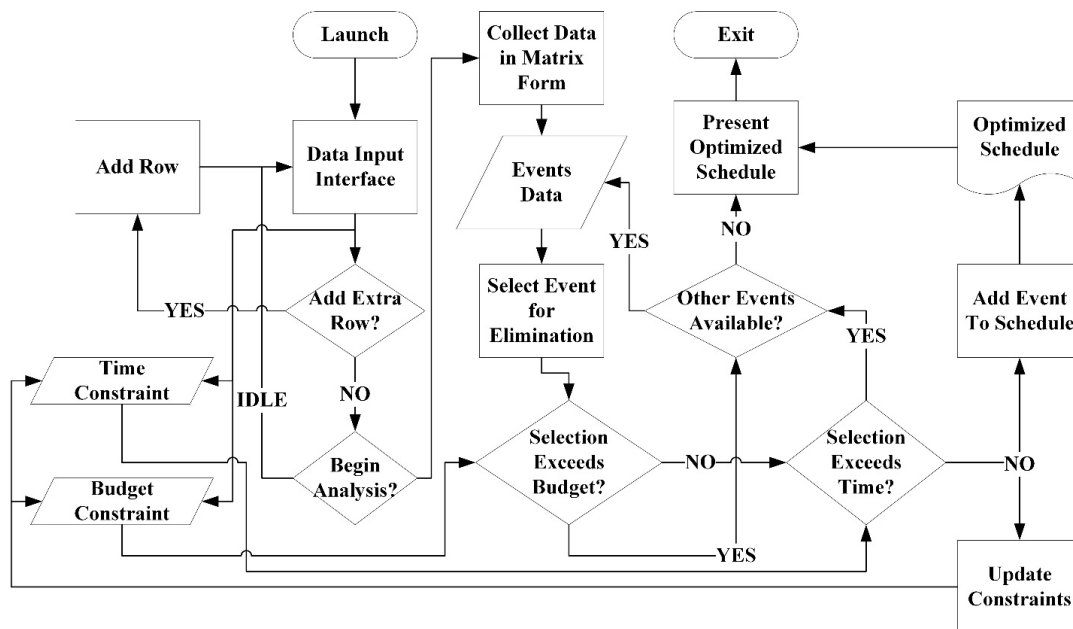 Launch
Collect Data
in Matrix
Form
Exit
Add Row
Data Input
Interface
Events
Data
Present
Optimized
Schedule
Optimized
Schedule
YES
NO
YES
Add Extra
Row?
Select Event
for
Elimination
Other Events
Available?
Add Event
To Schedule
YES
Time
Constraint
IDLE
NO
Begin
Analysis?
Selection
Exceeds
Budget?
NO
Selection
Exceeds
Time?
NO
Budget
Constraint
YES
Update
Constraints